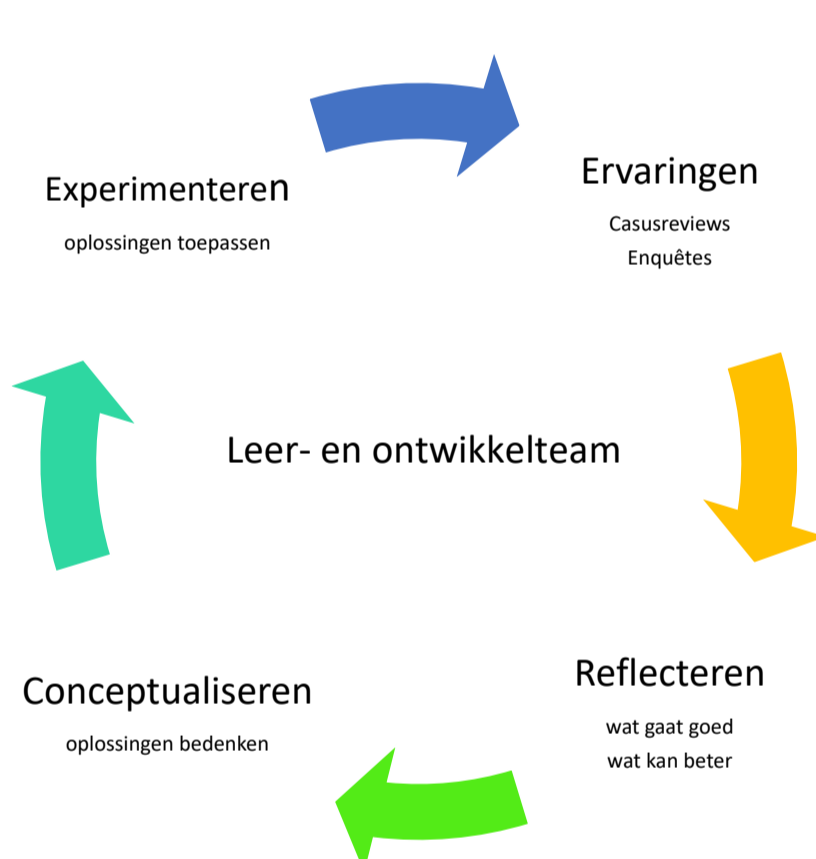 Experimenteren
oplossingen toepassen
Ervaringen
Casusreviews
Enquêtes
Leer- en ontwikkelteam
Conceptualiseren
oplossingen bedenken
Reflecteren
wat gaat goed
wat kan beter